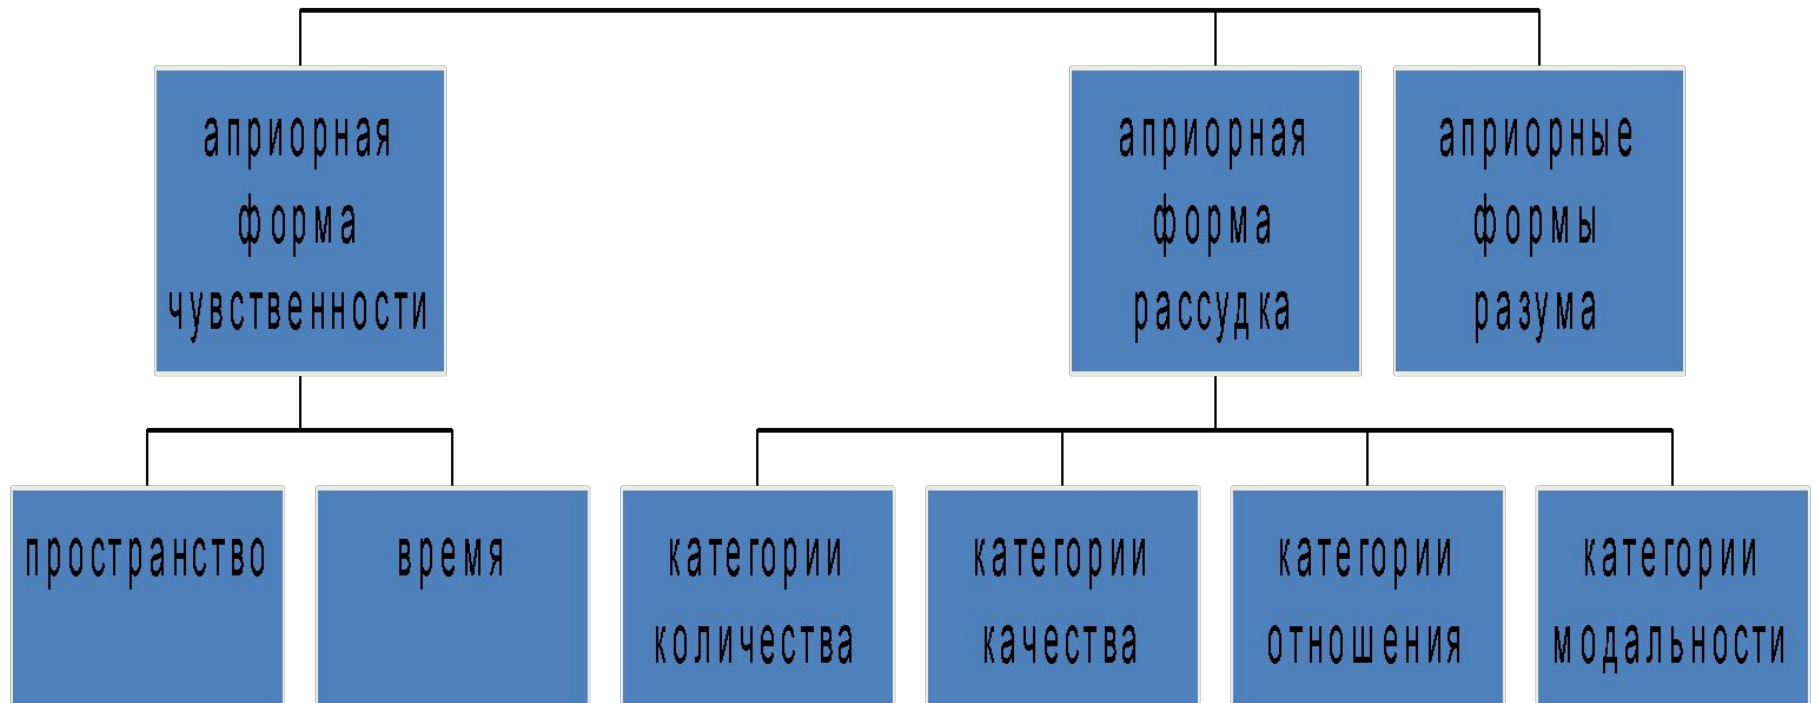 априорная
форма
чувственности
априорная
форма
рассудка
априорные
формы
разума
пространство
время
категории
количества
категории
качества
категории
отношения
категории
модальности